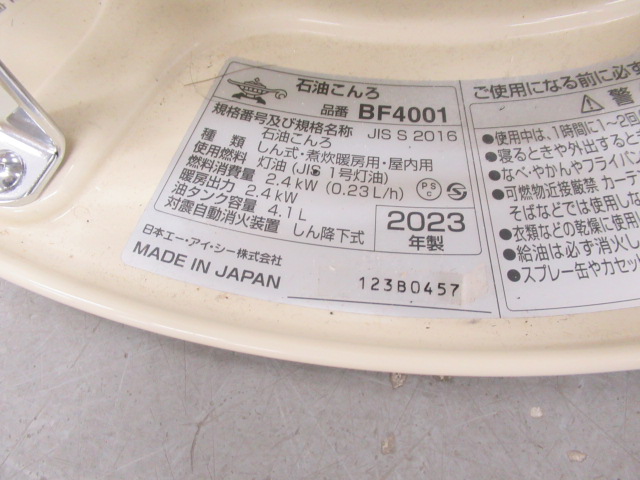 石油こんろ
品番 BF4001
規格番号及び規格名称 JIS S 2016
石油こんろ
種類 しん式・煮炊暖房用・屋内用
使用燃料 灯油(JIS 1号灯油)
燃料消費量 2.4kW (0.23L/h)
暖房出力 2.4kW
油タンク容量 4.1L
対震自動消火装置 しん降下式
PS
C
2023
年製
日本エー・アイ・シー株式会社
MADE IN JAPAN
123B0457
ご使用になる前に必ず
警
●使用中は、1時間に1～2回
●寝るときや外出すると
●なべ・やかんやフライパン
●可燃物近接厳禁 カーテ
そばなどでは使用しな
●衣類などの乾燥に使用
●給油は必ず消火し
●スプレー缶やカセッ